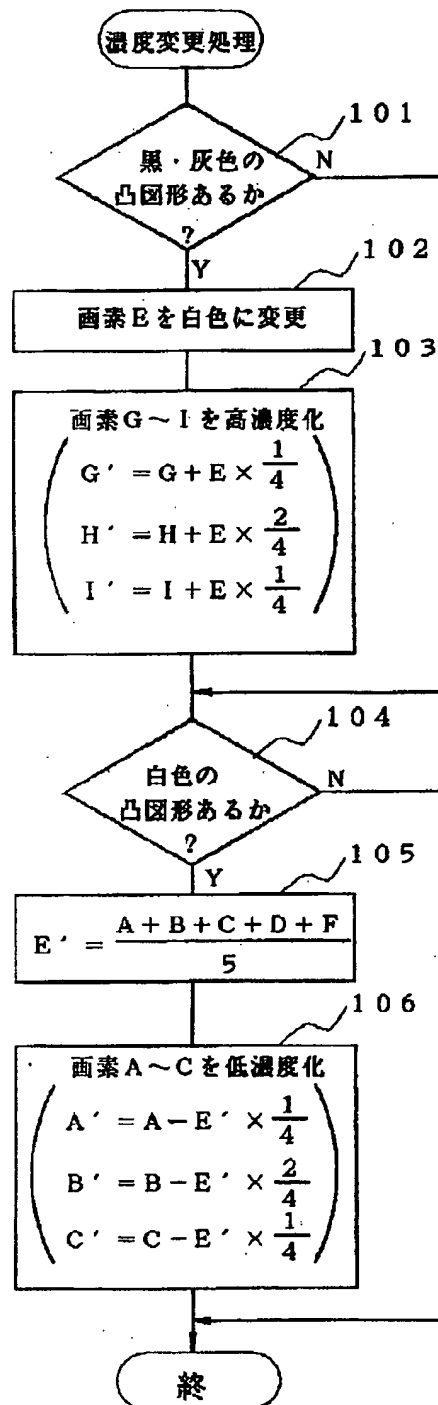 濃度変更処理
101
黒・灰色の
凸図形あるか
?
N
Y
102
画素Eを白色に変更
103
画素G～Iを高濃度化
G′=G+E×1/4
H′=H+E×2/4
I′=I+E×1/4
104
白色の
凸図形あるか
?
N
Y
105
E′=(A+B+C+D+F)/5
106
画素A～Cを低濃度化
A′=A−E′×1/4
B′=B−E′×2/4
C′=C−E′×1/4
終